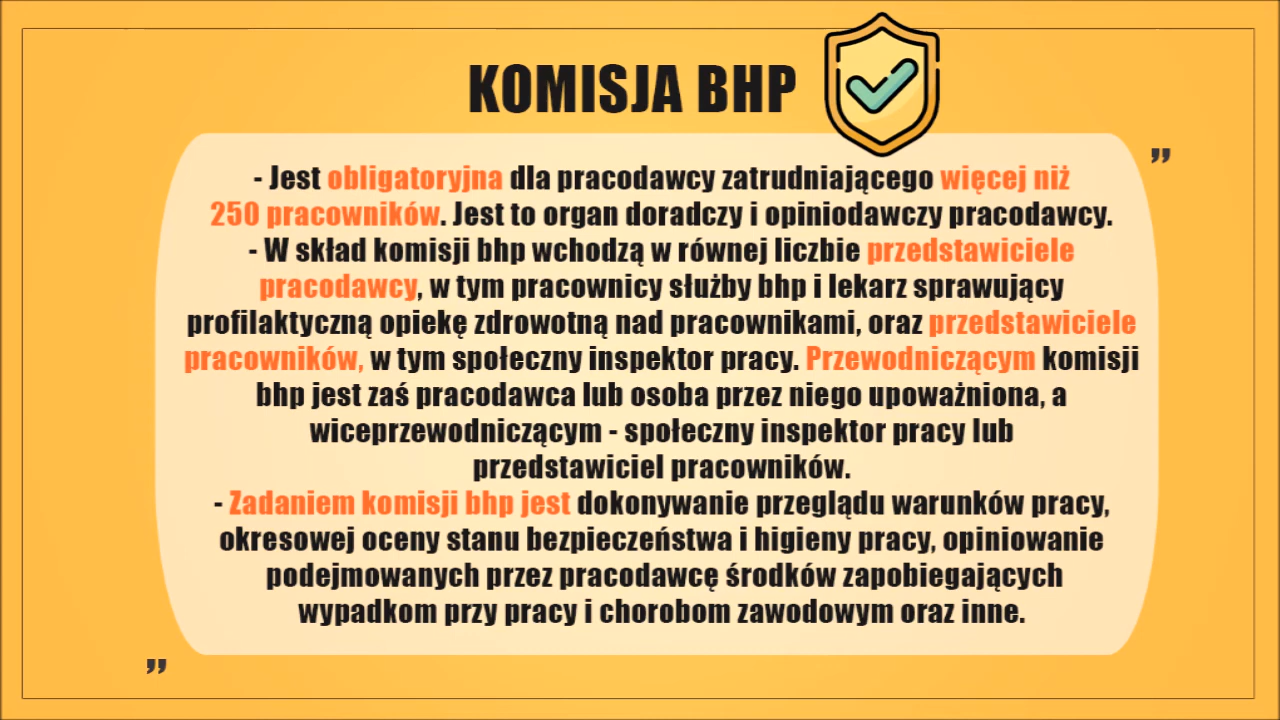 KOMISJA BHP
”
- Jest obligatoryjna dla pracodawcy zatrudniającego więcej niż
250 pracowników. Jest to organ doradczy i opiniodawczy pracodawcy.
- W skład komisji bhp wchodzą w równej liczbie przedstawiciele
pracodawcy, w tym pracownicy służby bhp i lekarz sprawujący
profilaktyczną opiekę zdrowotną nad pracownikami, oraz przedstawiciele
pracowników, w tym społeczny inspektor pracy. Przewodniczącym komisji
bhp jest zaś pracodawca lub osoba przez niego upoważniona, a
wiceprzewodniczącym - społeczny inspektor pracy lub
przedstawiciel pracowników.
- Zadaniem komisji bhp jest dokonywanie przeglądu warunków pracy,
okresowej oceny stanu bezpieczeństwa i higieny pracy, opiniowanie
podejmowanych przez pracodawcę środków zapobiegających
wypadkom przy pracy i chorobom zawodowym oraz inne.
”